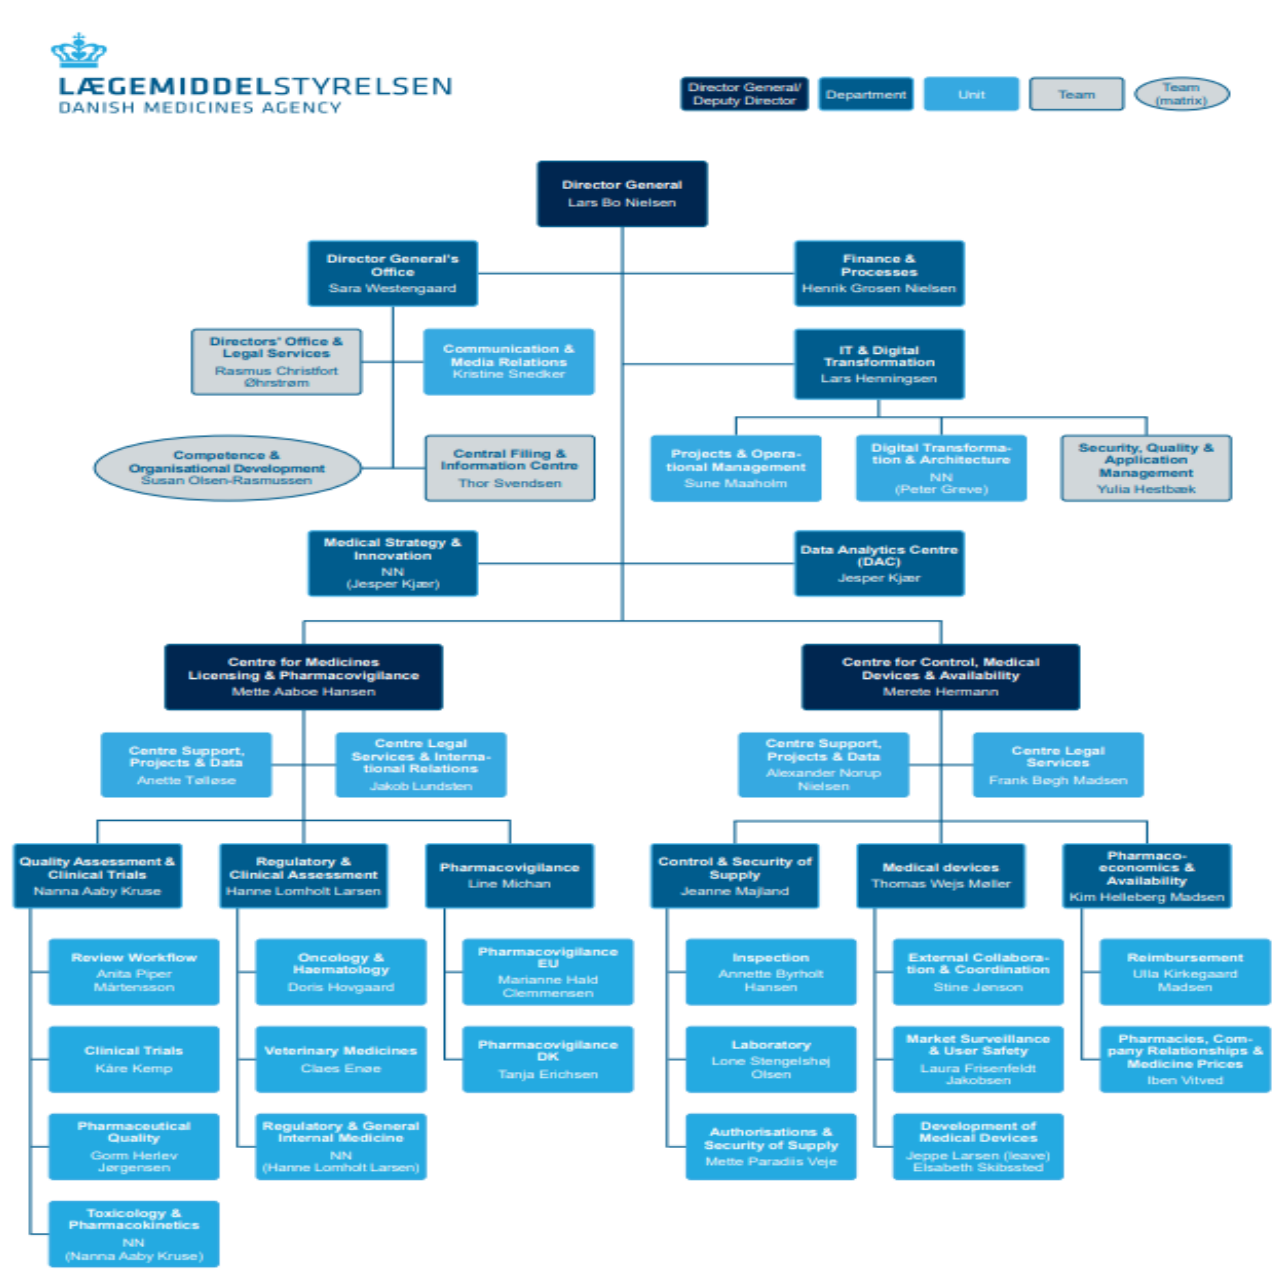 LÆGEMIDDELSTYRELSEN
DANISH MEDICINES AGENCY
Director General/
Deputy Director
Department
Unit
Team
Team
(matrix)
Director General
Lars Bo Nielsen
Director General's
Office
Sara Westengaard
Finance &
Processes
Henrik Grosen Nielsen
Directors' Office &
Legal Services
Rasmus Christfort
Øhrstrøm
Communication &
Media Relations
Kristine Snedker
IT & Digital
Transformation
Lars Henningsen
Competence &
Organisational Development
Susan Olsen-Rasmussen
Central Filing &
Information Centre
Thor Svendsen
Projects & Opera-
tional Management
Sune Maaholm
Digital Transforma-
tion & Architecture
NN
(Peter Greve)
Security, Quality &
Application
Management
Yulia Hestbæk
Medical Strategy &
Innovation
NN
(Jesper Kjær)
Data Analytics Centre
(DAC)
Jesper Kjær
Centre for Medicines
Licensing & Pharmacovigilance
Mette Aaboe Hansen
Centre for Control, Medical
Devices & Availability
Merete Hermann
Centre Support,
Projects & Data
Anette Tølløse
Centre Legal
Services & Interna-
tional Relations
Jakob Lundsten
Centre Support,
Projects & Data
Alexander Norup
Nielsen
Centre Legal
Services
Frank Bøgh Madsen
Quality Assessment &
Clinical Trials
Nanna Aaby Kruse
Regulatory &
Clinical Assessment
Hanne Lomholt Larsen
Pharmacovigilance
Line Michan
Control & Security of
Supply
Jeanne Majland
Medical devices
Thomas Wejs Møller
Pharmaco-
economics &
Availability
Kim Helleberg Madsen
Review Workflow
Anita Piper
Mårtensson
Oncology &
Haematology
Doris Hovgaard
Pharmacovigilance
EU
Marianne Hald
Clemmensen
Inspection
Annette Byrholt
Hansen
External Collabora-
tion & Coordination
Stine Jønson
Reimbursement
Ulla Kirkegaard
Madsen
Clinical Trials
Kåre Kemp
Veterinary Medicines
Claes Enøe
Pharmacovigilance
DK
Tanja Erichsen
Laboratory
Lone Stengelshøj
Olsen
Market Surveillance
& User Safety
Laura Frisenfeldt
Jakobsen
Pharmacies, Com-
pany Relationships &
Medicine Prices
Iben Vitved
Pharmaceutical
Quality
Gorm Herlev
Jørgensen
Regulatory & General
Internal Medicine
NN
(Hanne Lomholt Larsen)
Authorisations &
Security of Supply
Mette Paradiis Veje
Development of
Medical Devices
Jeppe Larsen (leave)
Elsabeth Skibssted
Toxicology &
Pharmacokinetics
NN
(Nanna Aaby Kruse)